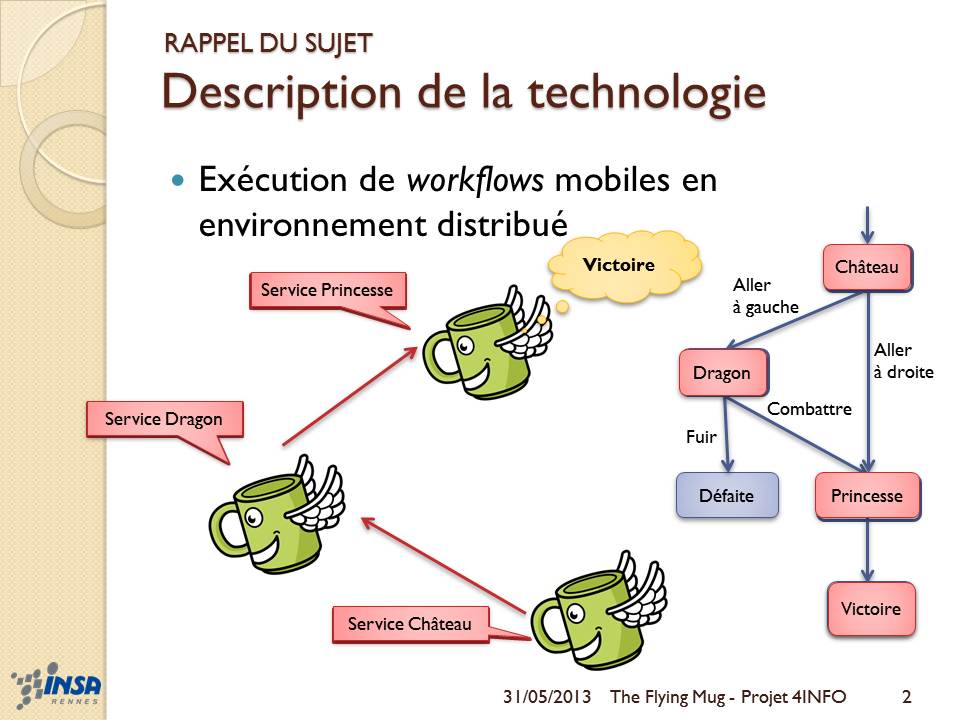 RAPPEL DU SUJET
Description de la technologie
Exécution de workflows mobiles en
environnement distribué
Victoire
Service Princesse
Service Dragon
Service Château
Château
Aller
à gauche
Aller
à droite
Dragon
Combattre
Fuir
Défaite
Princesse
Victoire
INSA
RENNES
31/05/2013
The Flying Mug - Projet 4INFO
2